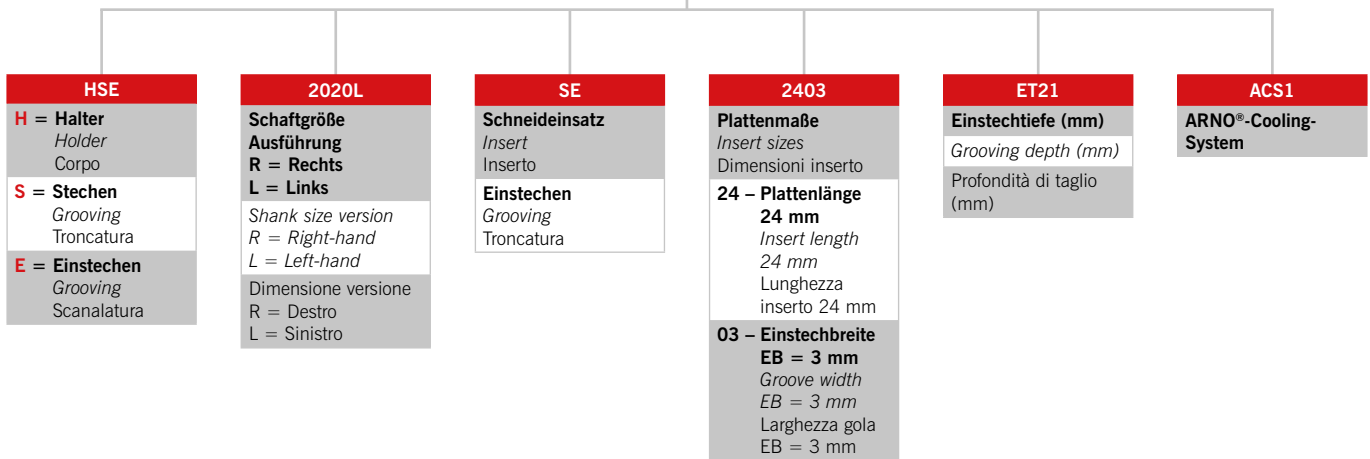 HSE
H = Halter
Holder
Corpo
S = Stechen
Grooving
Troncatura
E = Einstechen
Grooving
Scanalatura
2020L
Schaftgröße
Ausführung
R = Rechts
L = Links
Shank size version
R = Right-hand
L = Left-hand
Dimensione versione
R = Destro
L = Sinistro
SE
Schneideinsatz
Insert
Inserto
Einstechen
Grooving
Troncatura
2403
Plattenmaße
Insert sizes
Dimensioni inserto
24 – Plattenlänge
24 mm
Insert length
24 mm
Lunghezza
inserto 24 mm
03 – Einstechbreite
EB = 3 mm
Groove width
EB = 3 mm
Larghezza gola
EB = 3 mm
ET21
Einstechtiefe (mm)
Grooving depth (mm)
Profondità di taglio
(mm)
ACS1
ARNO®-Cooling-
System